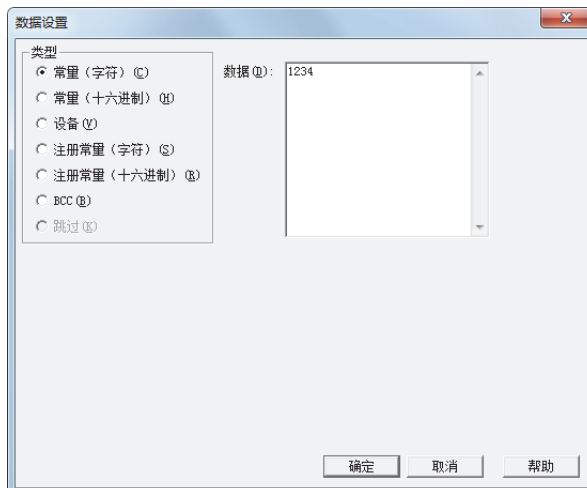 数据设置
类型
常量（字符）(C)
常量（十六进制）(H)
设备(V)
注册常量（字符）(S)
注册常量（十六进制）(R)
BCC(B)
跳过(K)
数据(D)：
1234
确定
取消
帮助